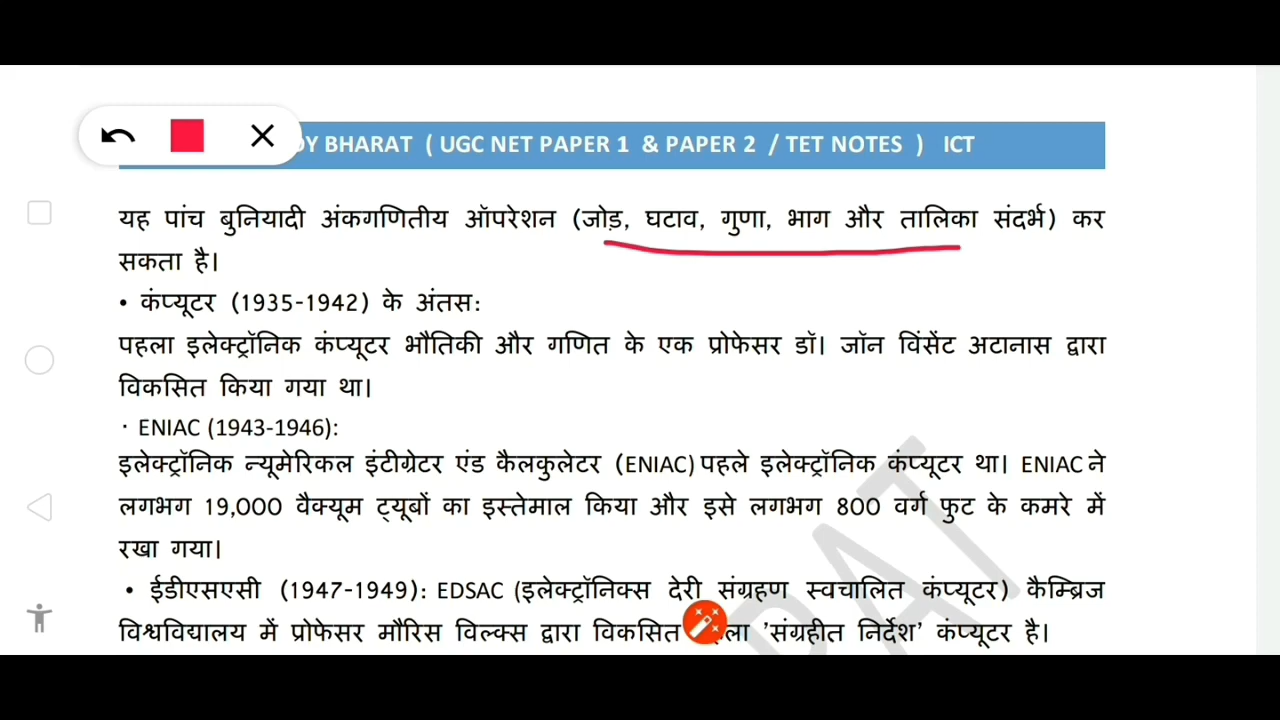 DY BHARAT ( UGC NET PAPER 1 & PAPER 2 / TET NOTES ) ICT
यह पांच बुनियादी अंकगणितीय ऑपरेशन (जोड़, घटाव, गुणा, भाग और तालिका संदर्भ) कर
सकता है।
• कंप्यूटर (1935-1942) के अंतस:
पहला इलेक्ट्रॉनिक कंप्यूटर भौतिकी और गणित के एक प्रोफेसर डॉ। जॉन विंसेंट अटानास द्वारा
विकसित किया गया था।
· ENIAC (1943-1946):
इलेक्ट्रॉनिक न्यूमेरिकल इंटीग्रेटर एंड कैलकुलेटर (ENIAC) पहले इलेक्ट्रॉनिक कंप्यूटर था। ENIAC ने
लगभग 19,000 वैक्यूम ट्यूबों का इस्तेमाल किया और इसे लगभग 800 वर्ग फुट के कमरे में
रखा गया।
• ईडीएसएसी (1947-1949): EDSAC (इलेक्ट्रॉनिक्स देरी संग्रहण स्वचालित कंप्यूटर) कैम्ब्रिज
विश्वविद्यालय में प्रोफेसर मौरिस विल्क्स द्वारा विकसित 'संग्रहीत निर्देश' कंप्यूटर है।